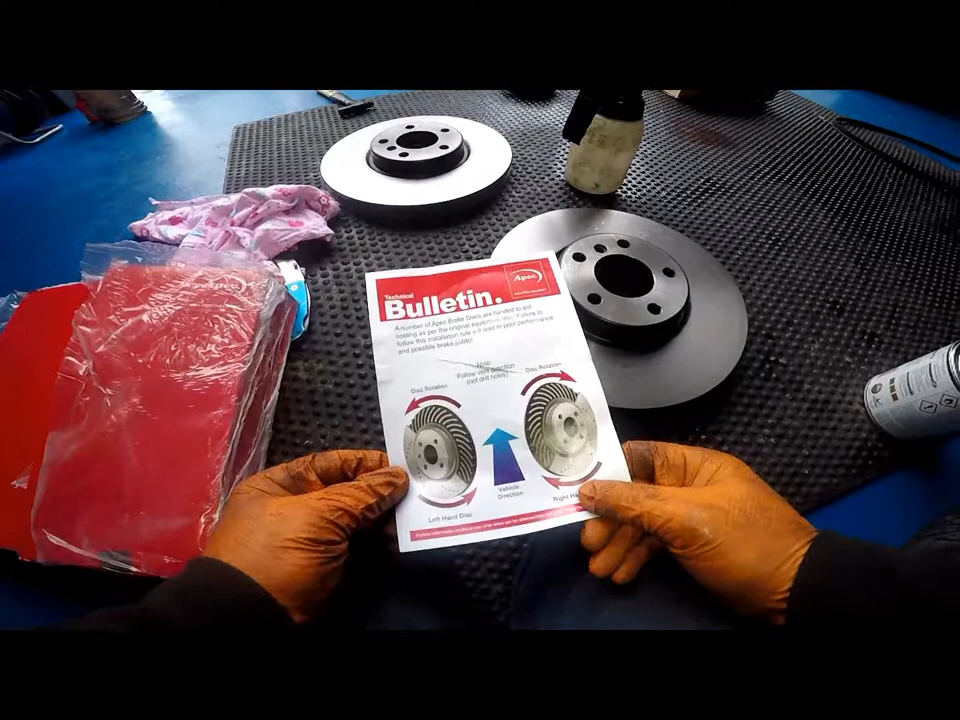 Technical
Bulletin.
Apec
A number of Apec Brake Discs are handed to aid
cooling as per the original equipment disc. Failure to
follow this installation rule will lead to poor performance
and possible brake judder.
Note:
Follow vent direction
(not drill holes)
Disc Rotation
Disc Rotation
Vehicle
Direction
Left Hand Disc
Right Hand